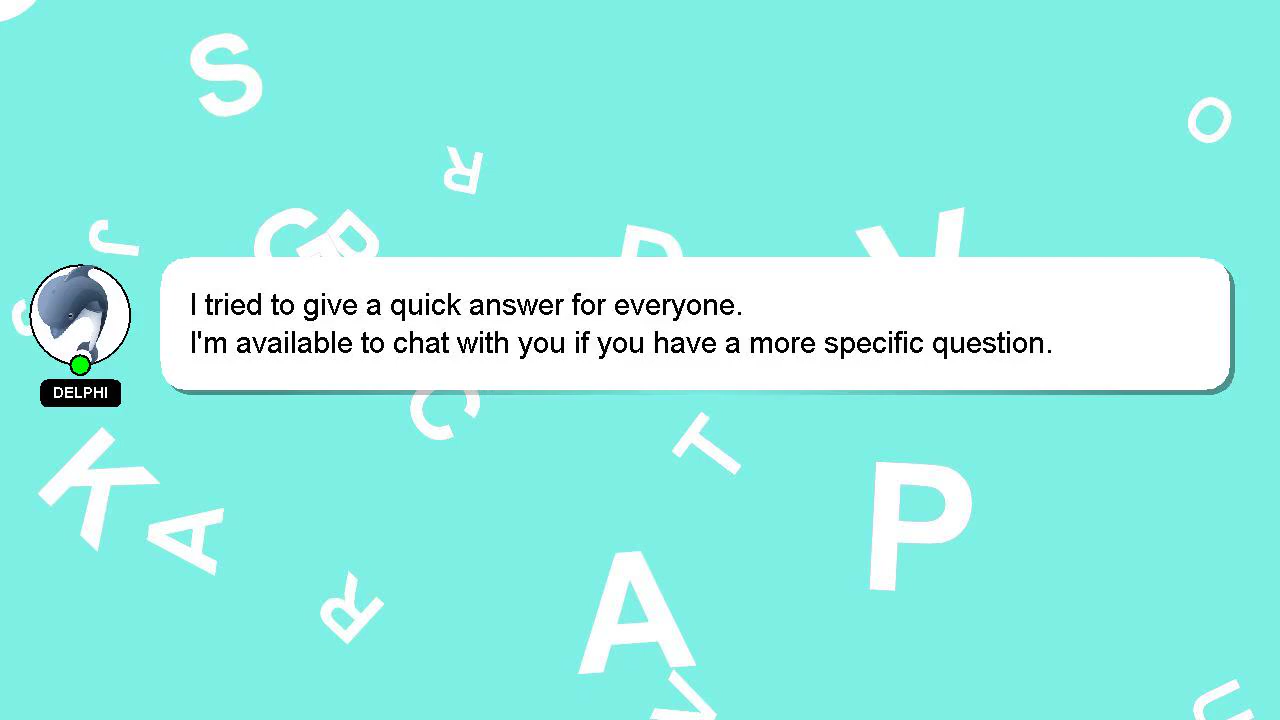 S
O
R
J
G
B
D
V
I tried to give a quick answer for everyone.
I'm available to chat with you if you have a more specific question.
DELPHI
C
T
K
P
A
R
A
U